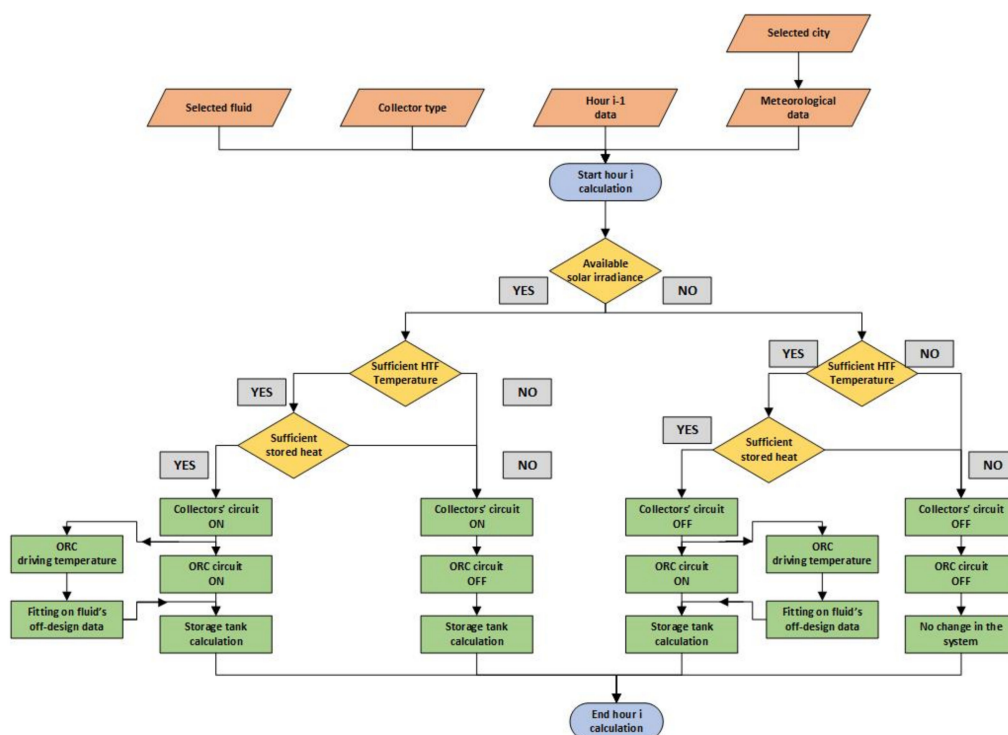 Selected city
Selected fluid
Collector type
Hour i-1
data
Meteorological
data
Start hour i
calculation
Available
solar irradiance
YES
NO
Sufficient HTF
Temperature
YES
NO
YES
NO
Sufficient HTF
Temperature
Sufficient
stored heat
YES
NO
YES
Sufficient
stored heat
NO
Collectors' circuit
ON
Collectors' circuit
ON
Collectors' circuit
OFF
Collectors' circuit
OFF
ORC
driving temperature
ORC circuit
ON
ORC circuit
OFF
ORC circuit
ON
ORC
driving temperature
ORC circuit
OFF
Fitting on fluid's
off-design data
Storage tank
calculation
Storage tank
calculation
Storage tank
calculation
Fitting on fluid's
off-design data
No change in the
system
End hour i
calculation